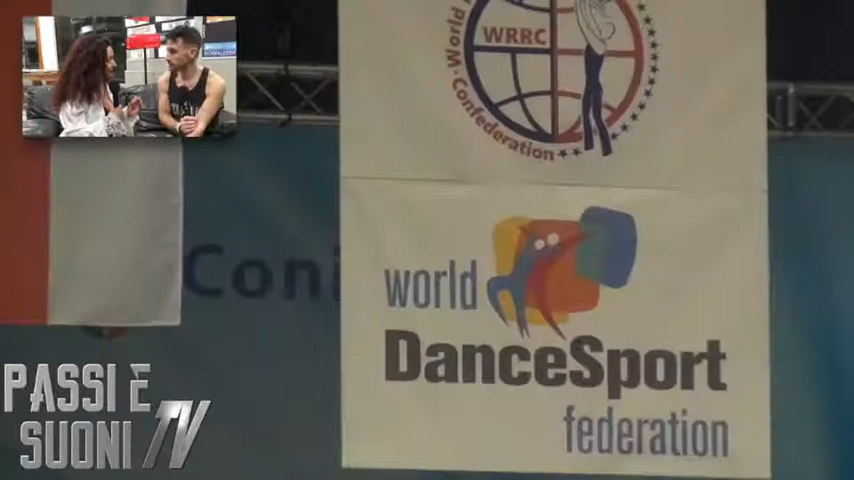 WRRC
Confederation
Coni
world
DanceSport
federation
PASSI È
SUONI TV